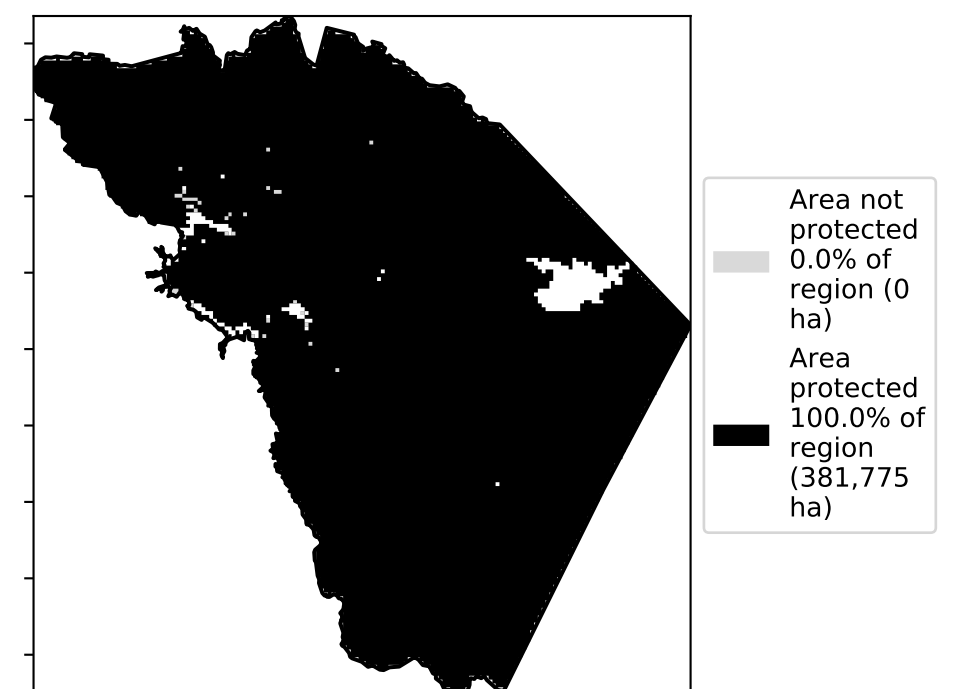 Area not
protected
0.0% of
region (0
ha)
Area
protected
100.0% of
region
(381,775
ha)